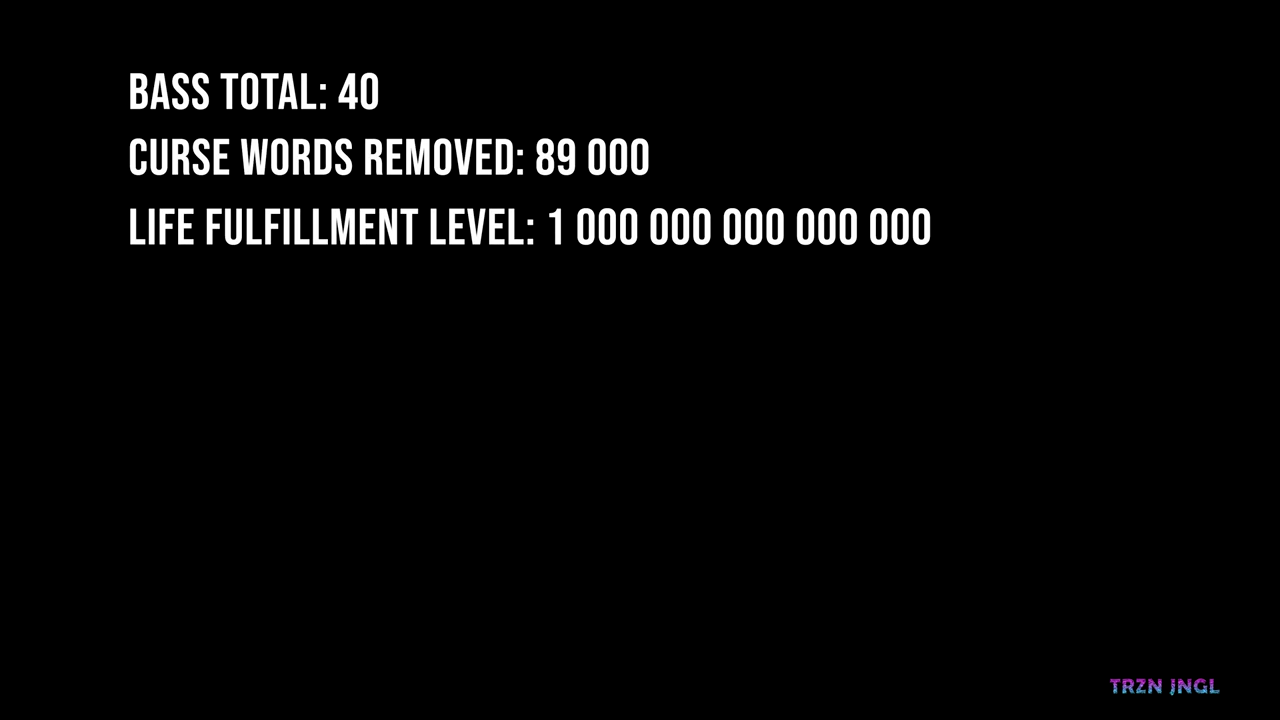 BASS TOTAL: 40
CURSE WORDS REMOVED: 89 000
LIFE FULFILLMENT LEVEL: 1 000 000 000 000 000
TRZN JNGL